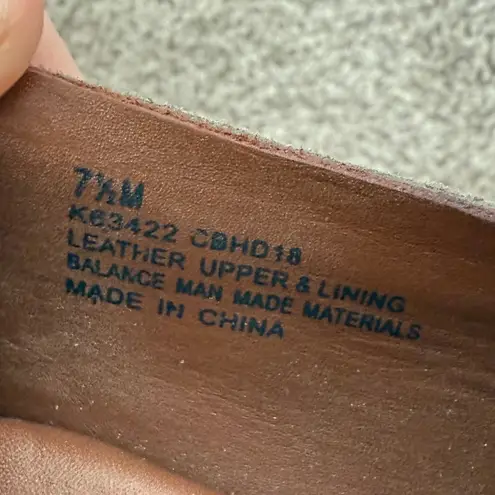 7½M
K63422 CBHD18
LEATHER UPPER & LINING
BALANCE MAN MADE MATERIALS
MADE IN CHINA